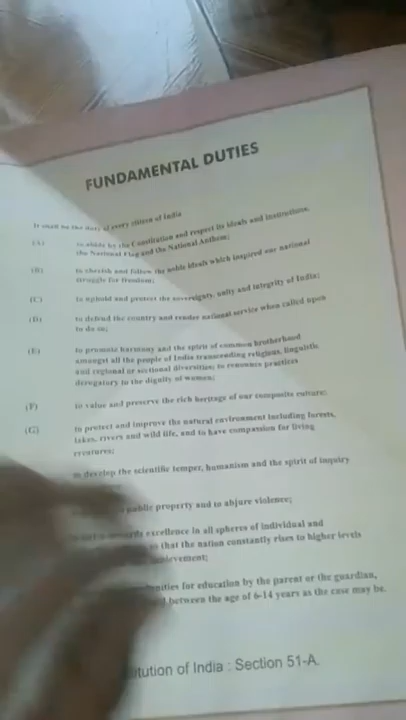 FUNDAMENTAL DUTIES
It shall be the duty of every citizen of India
(A) to abide by the Constitution and respect its ideals and institutions,
the National Flag and the National Anthem;
(B) to cherish and follow the noble ideals which inspired our national
struggle for freedom;
(C) to uphold and protect the sovereignty, unity and integrity of India;
(D) to defend the country and render national service when called upon
to do so;
(E) to promote harmony and the spirit of common brotherhood
amongst all the people of India transcending religious, linguistic
and regional or sectional diversities; to renounce practices
derogatory to the dignity of women;
(F) to value and preserve the rich heritage of our composite culture;
(G) to protect and improve the natural environment including forests,
lakes, rivers and wild life, and to have compassion for living
creatures;
to develop the scientific temper, humanism and the spirit of inquiry
public property and to abjure violence;
excellence in all spheres of individual and
that the nation constantly rises to higher levels
for education by the parent or the guardian,
between the age of 6-14 years as the case may be.
of India : Section 51-A.